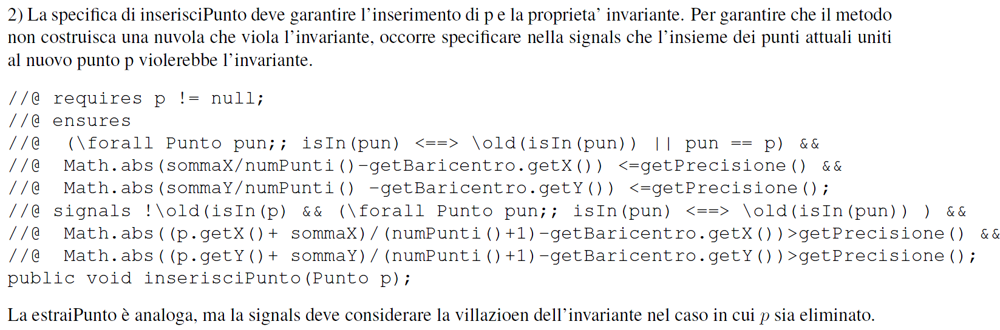 2) La specifica di inserisciPunto deve garantire l’inserimento di p e la proprieta’ invariante. Per garantire che il metodo
non costruisca una nuvola che viola l’invariante, occorre specificare nella signals che l’insieme dei punti attuali uniti
al nuovo punto p violerebbe l’invariante.
//@ requires p != null;
//@ ensures
//@  (\forall Punto pun;; isIn(pun) <==> \old(isIn(pun)) || pun == p) &&
//@  Math.abs(sommaX/numPunti()-getBaricentro.getX()) <=getPrecisione() &&
//@  Math.abs(sommaY/numPunti() -getBaricentro.getY()) <=getPrecisione();
//@ signals !\old(isIn(p) && (\forall Punto pun;; isIn(pun) <==> \old(isIn(pun)) ) &&
//@  Math.abs((p.getX()+ sommaX)/(numPunti()+1)-getBaricentro.getX())>getPrecisione() &&
//@  Math.abs((p.getY()+ sommaY)/(numPunti()+1)-getBaricentro.getY())>getPrecisione();
public void inserisciPunto(Punto p);
La estraiPunto è analoga, ma la signals deve considerare la villazioen dell’invariante nel caso in cui p sia eliminato.